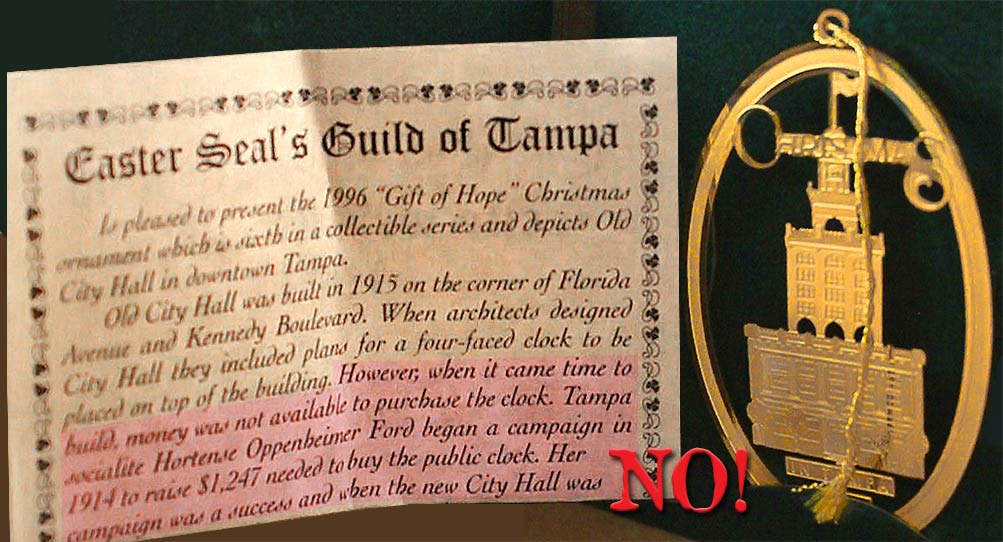 Easter Seal's Guild of Tampa
Is pleased to present the 1996 "Gift of Hope" Christmas
ornament which is sixth in a collectible series and depicts Old
City Hall in downtown Tampa.
Old City Hall was built in 1915 on the corner of Florida
Avenue and Kennedy Boulevard. When architects designed
City Hall they included plans for a four-faced clock to be
placed on top of the building. However, when it came time to
build, money was not available to purchase the clock. Tampa
socialite Hortense Oppenheimer Ford began a campaign in
1914 to raise $1,247 needed to buy the public clock. Her
campaign was a success and when the new City Hall was
NO!
CHRISTMAS
IN TAMPA